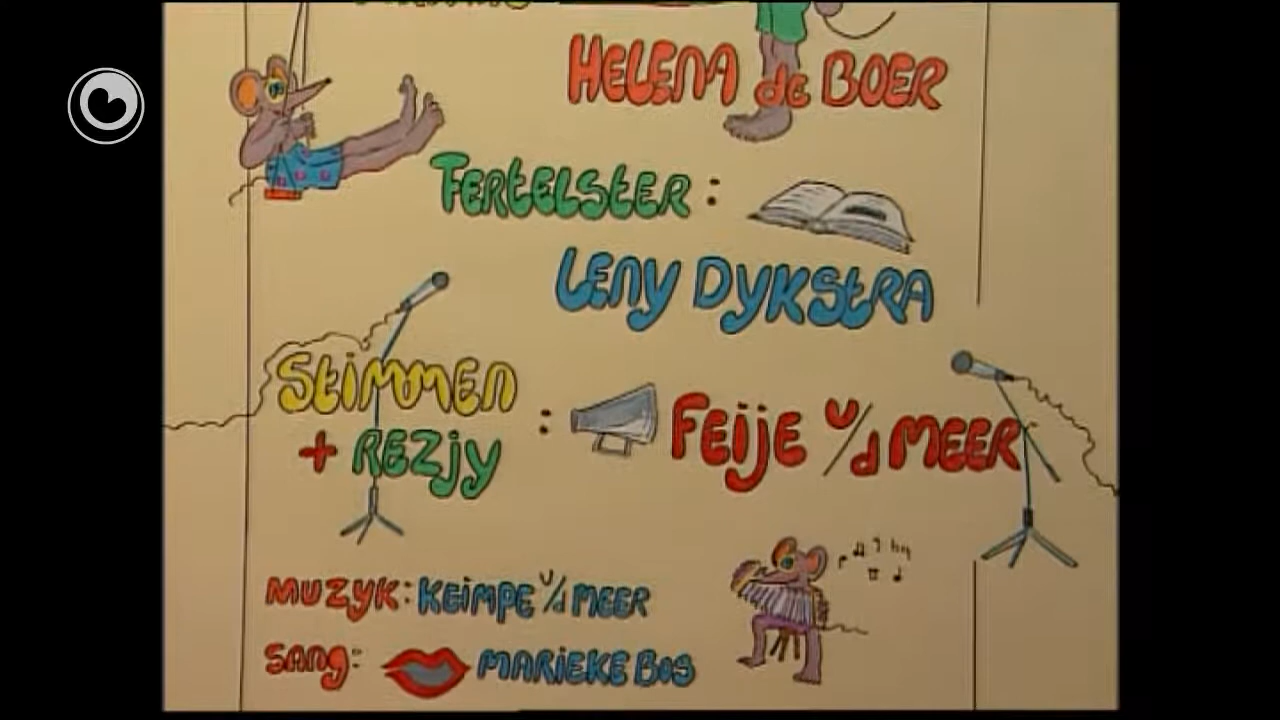 HELENA de BOER
FERTELSTER :
LENY DYKSTRA
STIMMEN
+ REZJY : FEIJE v/d MEER
MUZYK: KEIMPE v/d MEER
SANG: MARIEKE BOS